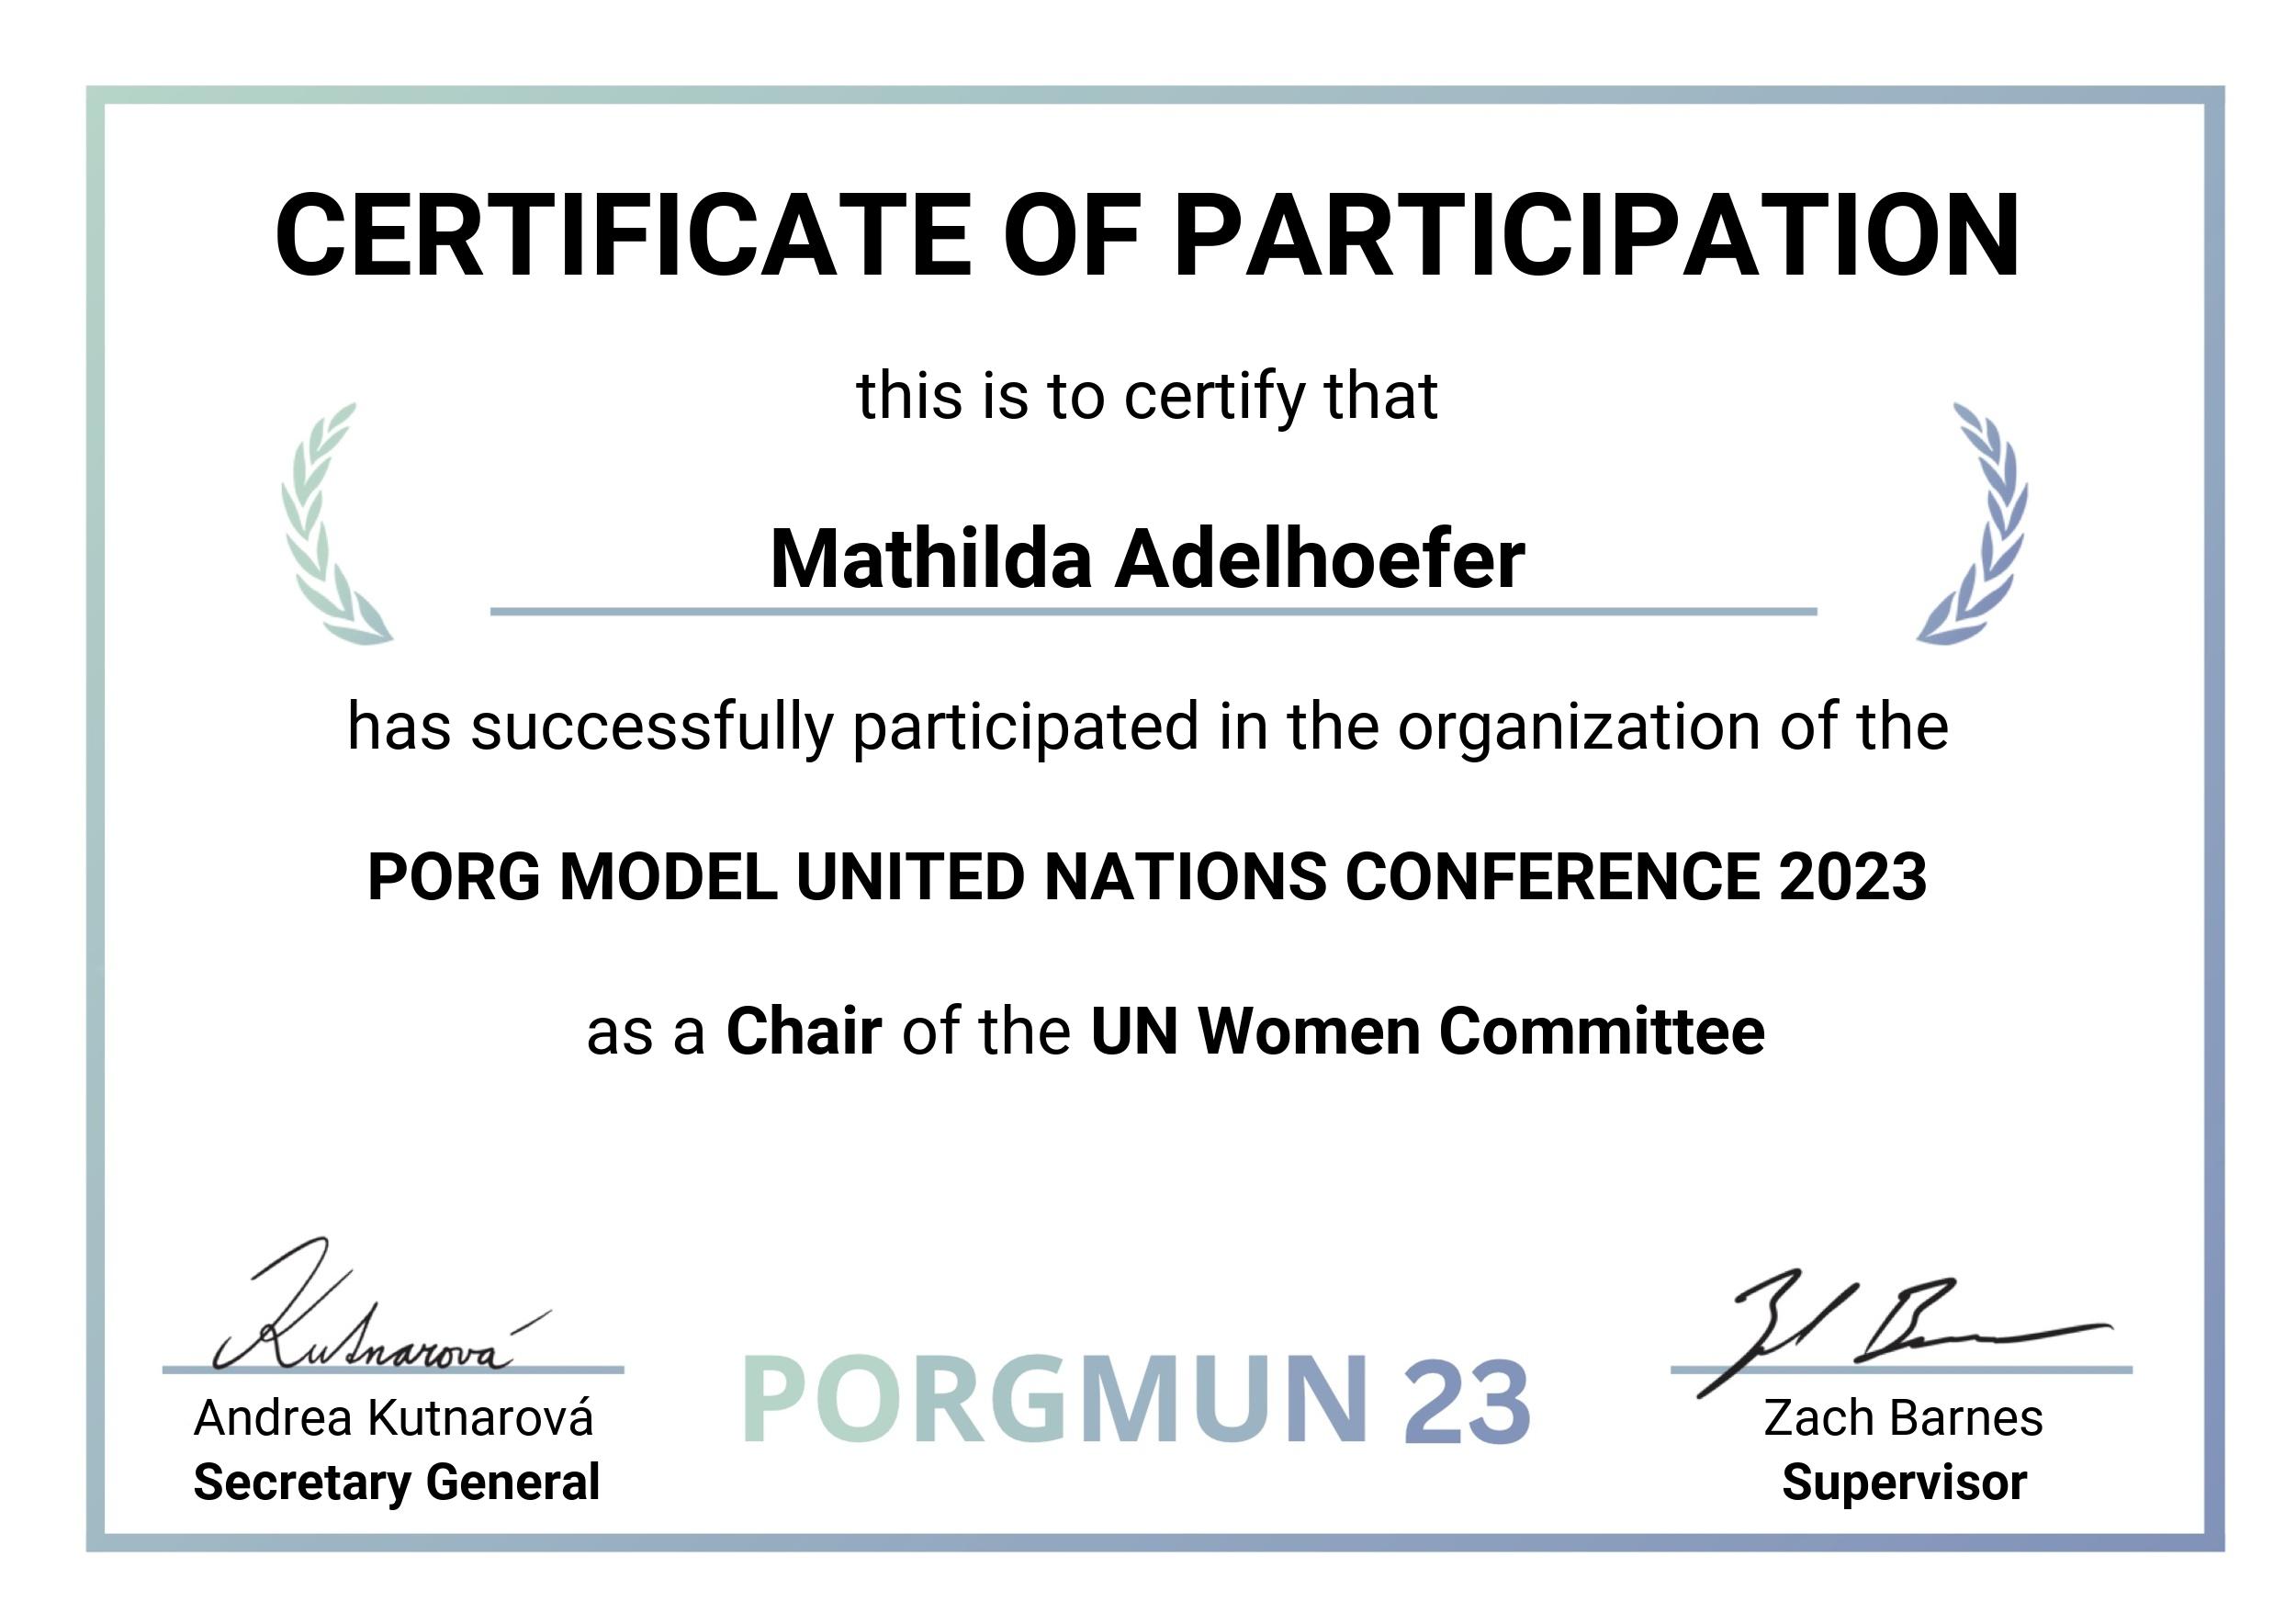 CERTIFICATE OF PARTICIPATION
this is to certify that
Mathilda Adelhoefer
has successfully participated in the organization of the
PORG MODEL UNITED NATIONS CONFERENCE 2023
as a Chair of the UN Women Committee
Kutnarová
Andrea Kutnarová
Secretary General
PORGMUN 23
Zach Barnes
Supervisor